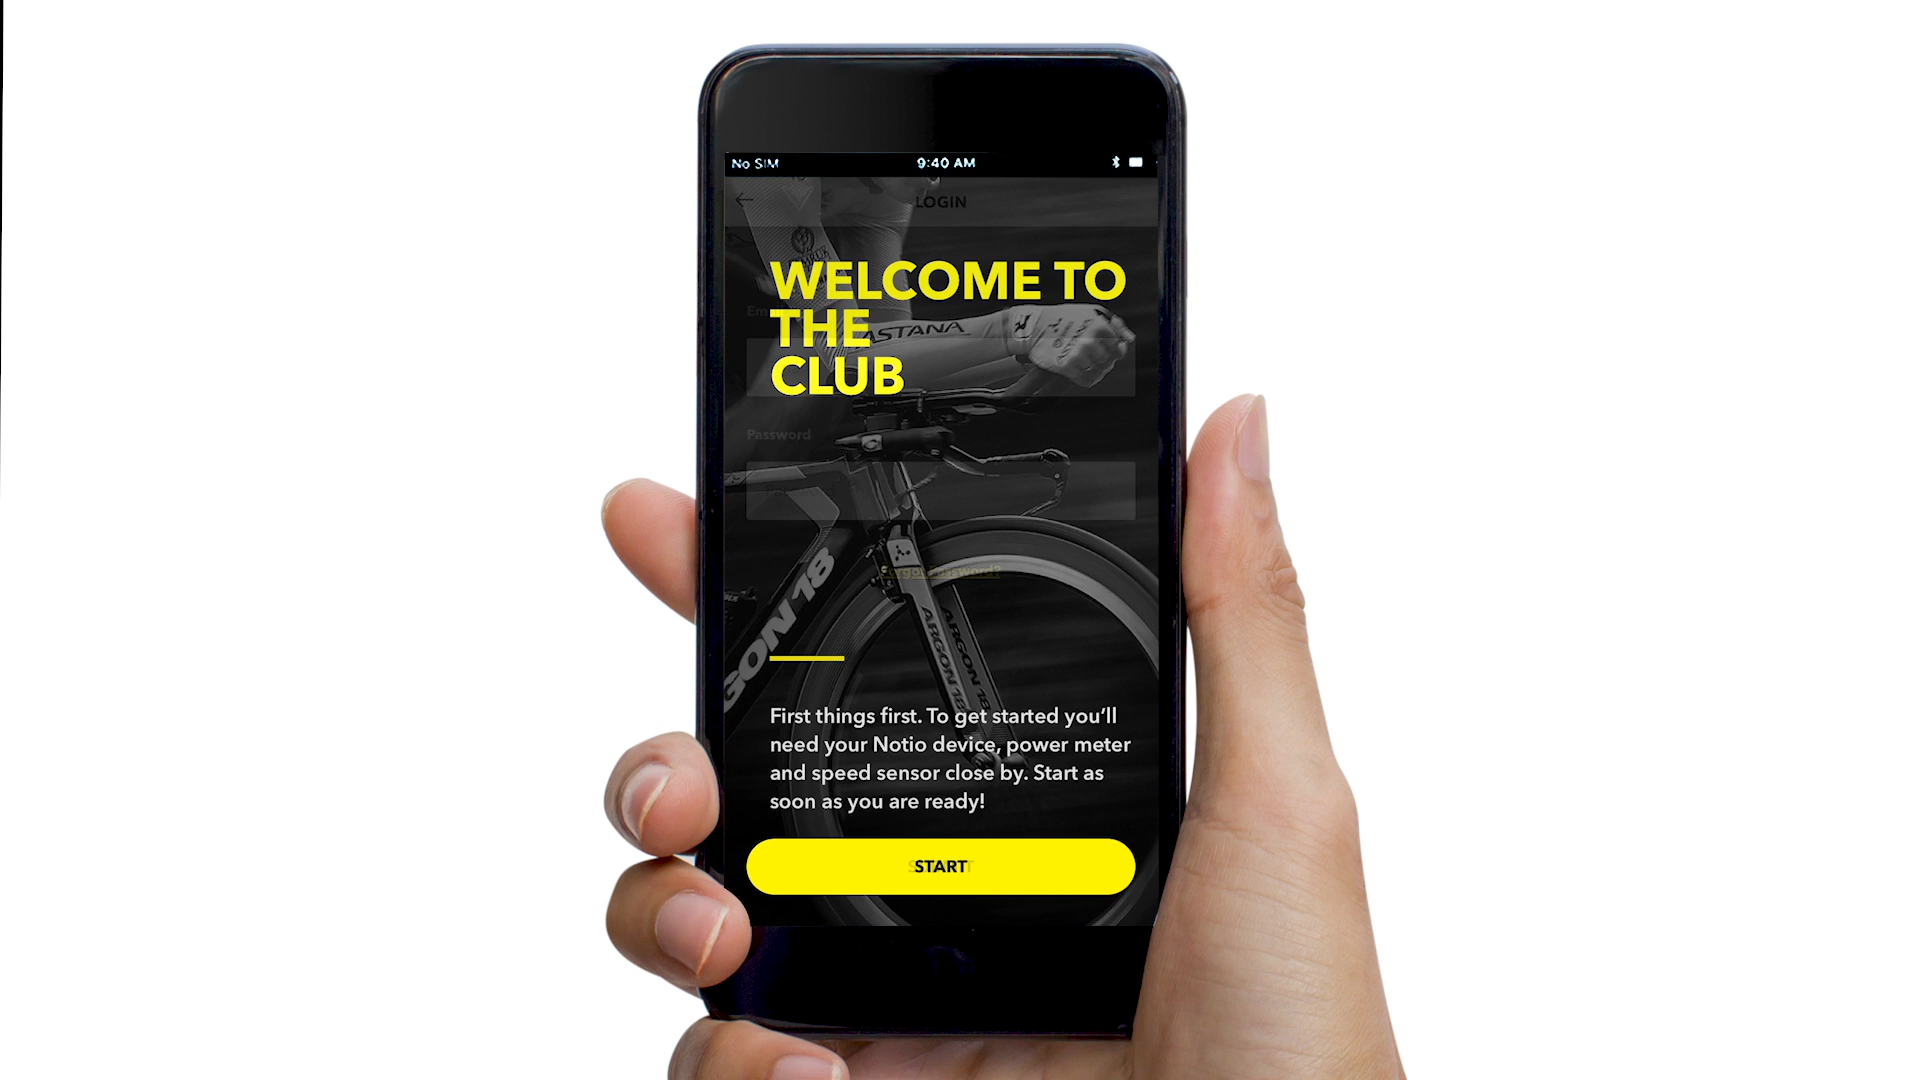 No SIM 9:40 AM
LOGIN
WELCOME TO
THE
CLUB
ASTANA
Password
Forgot Password?
GON 18
ARGON 18
ARGON 18
First things first. To get started you’ll
need your Notio device, power meter
and speed sensor close by. Start as
soon as you are ready!
START